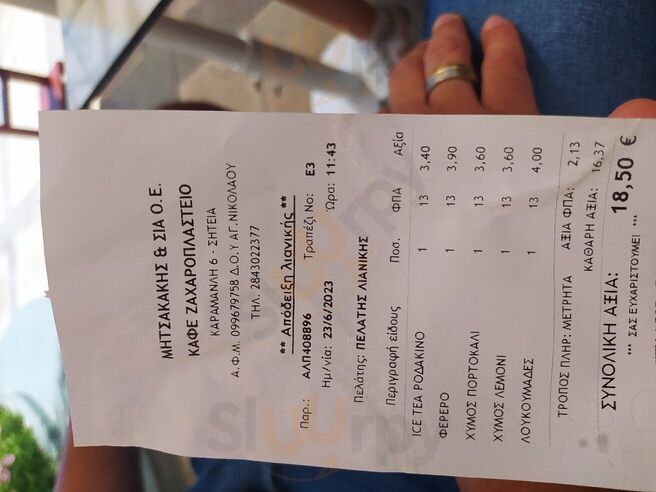 ΜΗΤΣΑΚΑΚΗΣ & ΣΙΑ Ο.Ε.
ΚΑΦΕ ΖΑΧΑΡΟΠΛΑΣΤΕΙΟ
ΚΑΡΑΜΑΝΛΗ 6 - ΣΗΤΕΙΑ
Α.Φ.Μ. 099679758 Δ.Ο.Υ ΑΓ.ΝΙΚΟΛΑΟΥ
ΤΗΛ. 2843022377
** Απόδειξη λιανικής **
Παρ.: ΑΛΠ408896 Τραπέζι Νο: Ε3
Ημ/νία: 23/6/2023 Ώρα: 11:43
Πελάτης: ΠΕΛΑΤΗΣ ΛΙΑΝΙΚΗΣ
Περιγραφή είδους Ποσ. ΦΠΑ Αξία
ICE TEA ΡΟΔΑΚΙΝΟ 1 13 3,40
ΦΕΡΕΡΟ 1 13 3,90
ΧΥΜΟΣ ΠΟΡΤΟΚΑΛΙ 1 13 3,60
ΧΥΜΟΣ ΛΕΜΟΝΙ 1 13 3,60
ΛΟΥΚΟΥΜΑΔΕΣ 1 13 4,00
ΤΡΟΠΟΣ ΠΛΗΡ: ΜΕΤΡΗΤΑ ΑΞΙΑ ΦΠΑ: 2,13
ΚΑΘΑΡΗ ΑΞΙΑ: 16,37
ΣΥΝΟΛΙΚΗ ΑΞΙΑ: 18,50 €
*** ΣΑΣ ΕΥΧΑΡΙΣΤΟΥΜΕ! ***
Sluurpy
Sluurpy